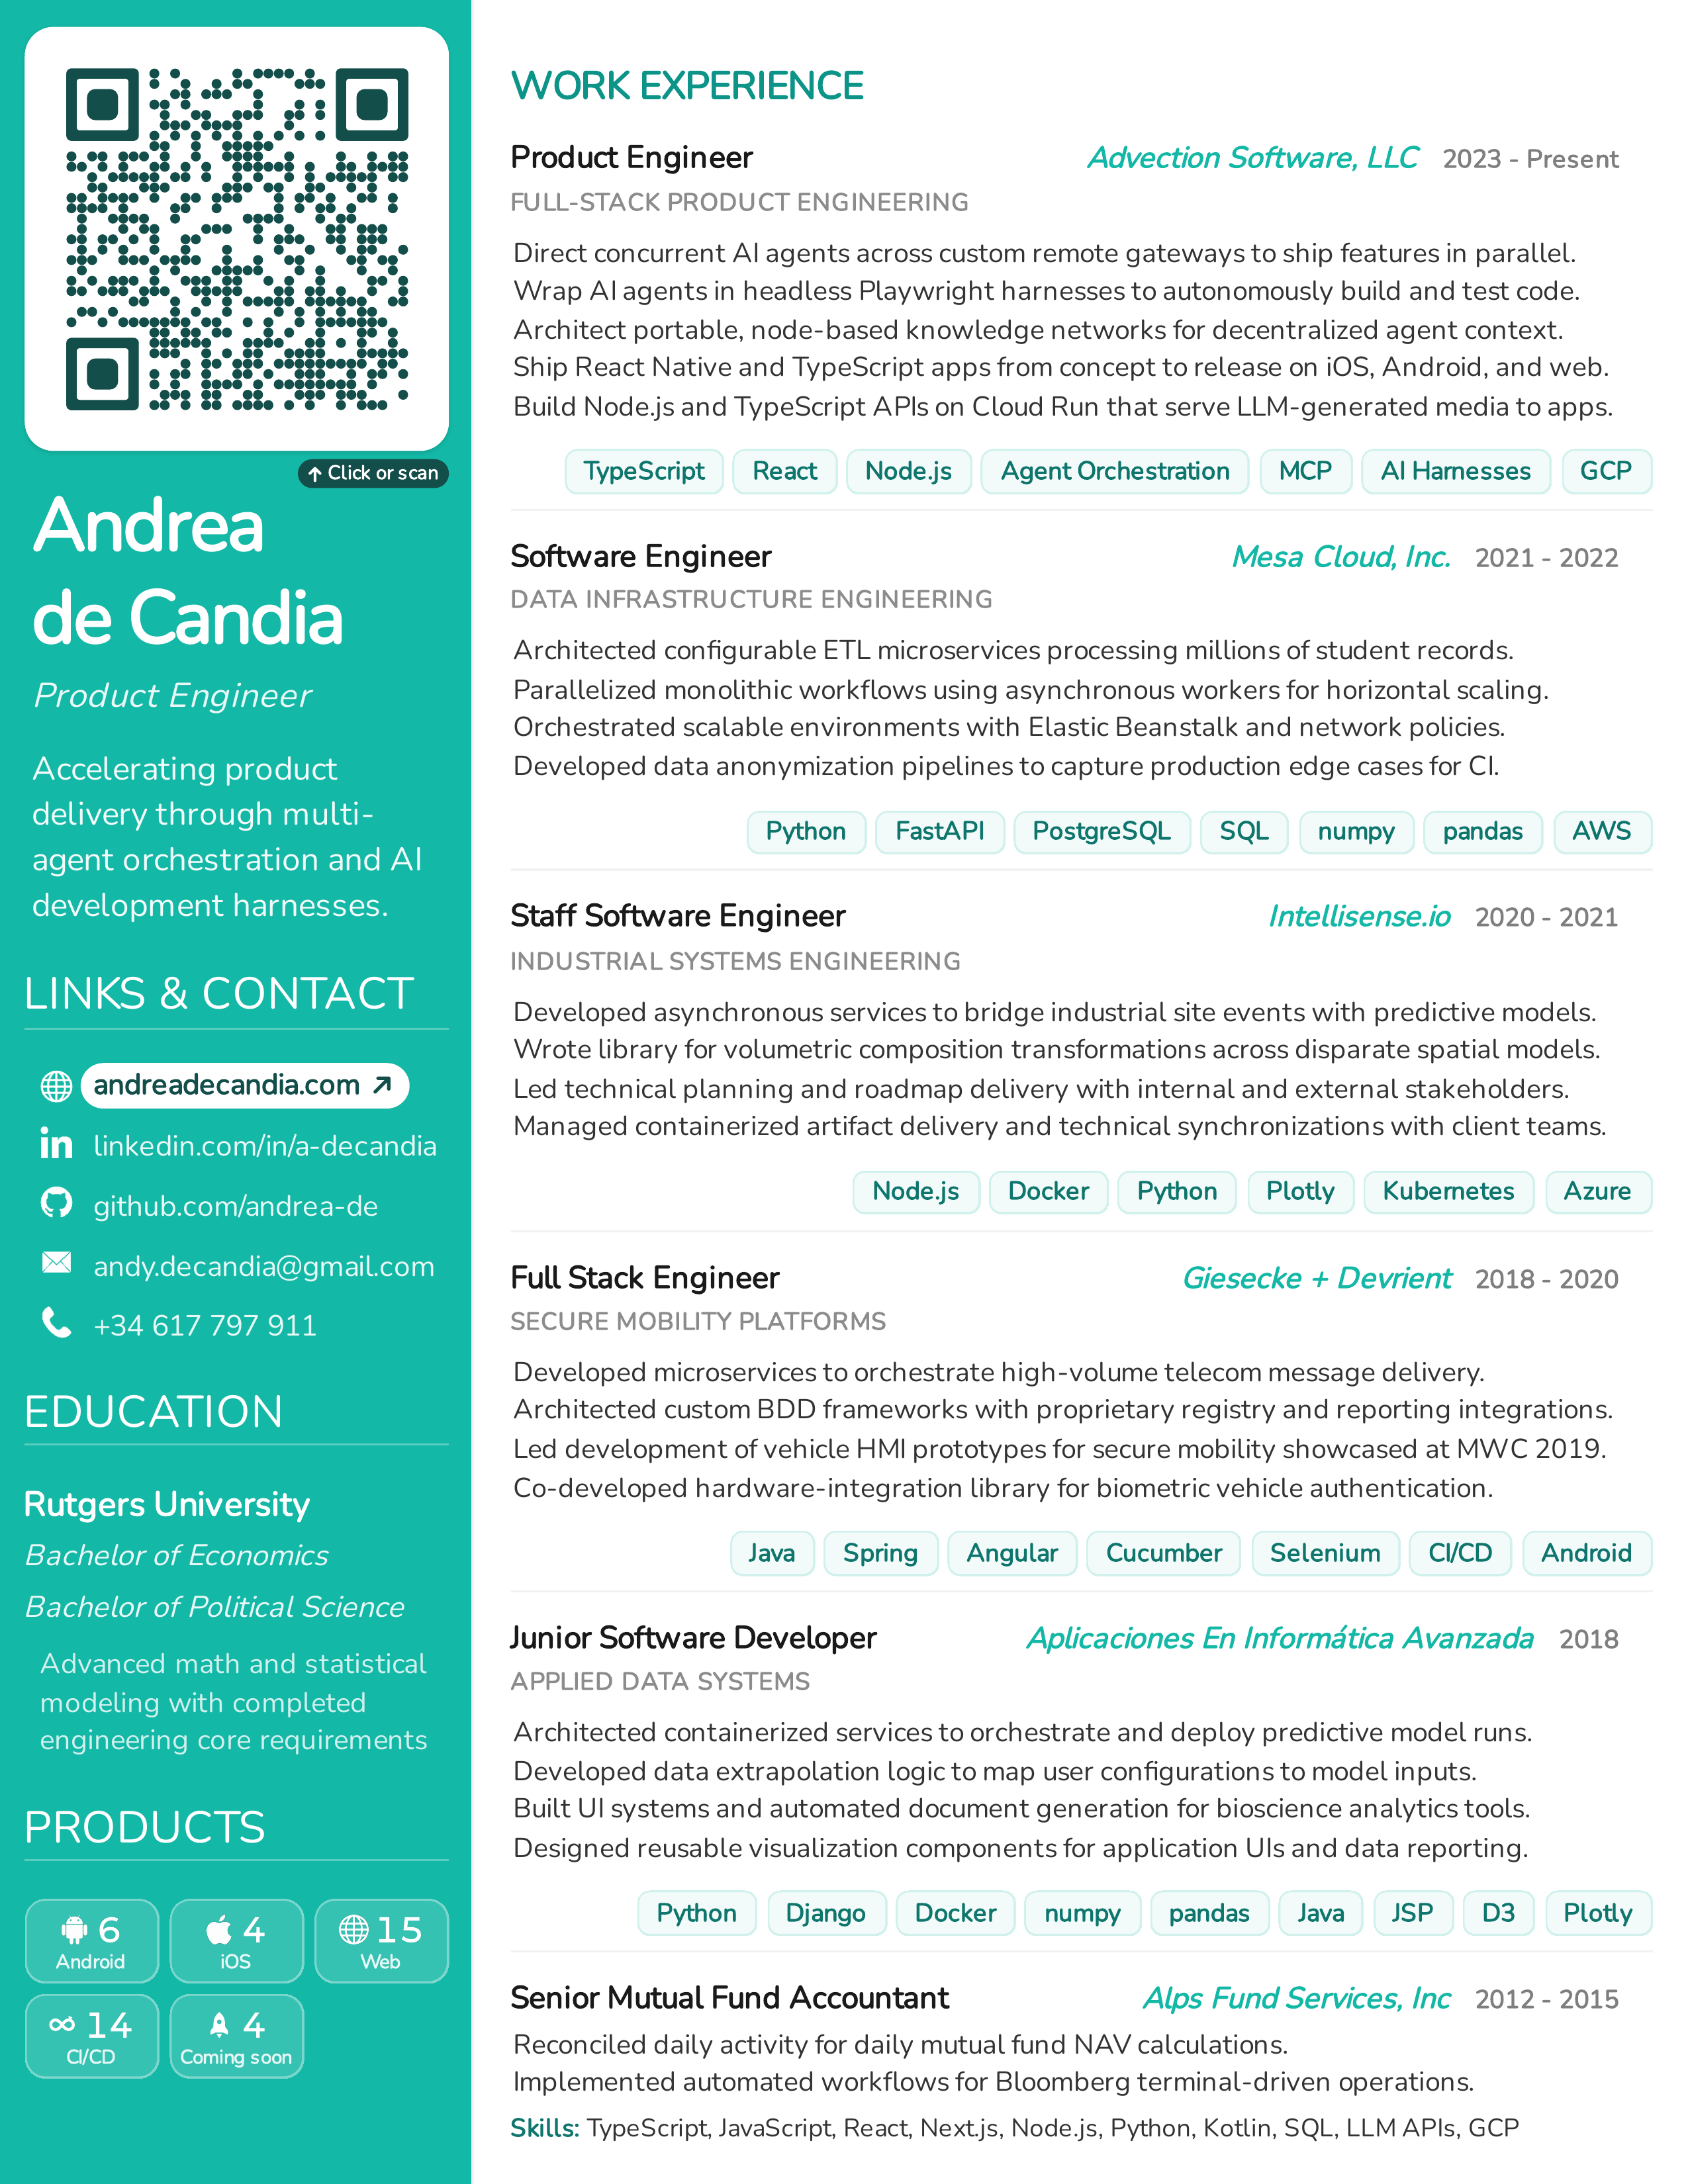 Click or scan
Andrea
de Candia
Product Engineer
Accelerating product
delivery through multi-
agent orchestration and AI
development harnesses.
LINKS & CONTACT
andreadecandia.com
linkedin.com/in/a-decandia
github.com/andrea-de
andy.decandia@gmail.com
+34 617 797 911
EDUCATION
Rutgers University
Bachelor of Economics
Bachelor of Political Science
Advanced math and statistical
modeling with completed
engineering core requirements
PRODUCTS
6 4 15
Android iOS Web
14 4
CI/CD Coming soon
WORK EXPERIENCE
Product Engineer Advection Software, LLC 2023 - Present
FULL-STACK PRODUCT ENGINEERING
Direct concurrent AI agents across custom remote gateways to ship features in parallel.
Wrap AI agents in headless Playwright harnesses to autonomously build and test code.
Architect portable, node-based knowledge networks for decentralized agent context.
Ship React Native and TypeScript apps from concept to release on iOS, Android, and web.
Build Node.js and TypeScript APIs on Cloud Run that serve LLM-generated media to apps.
TypeScript React Node.js Agent Orchestration MCP AI Harnesses GCP
Software Engineer Mesa Cloud, Inc. 2021 - 2022
DATA INFRASTRUCTURE ENGINEERING
Architected configurable ETL microservices processing millions of student records.
Parallelized monolithic workflows using asynchronous workers for horizontal scaling.
Orchestrated scalable environments with Elastic Beanstalk and network policies.
Developed data anonymization pipelines to capture production edge cases for CI.
Python FastAPI PostgreSQL SQL numpy pandas AWS
Staff Software Engineer Intellisense.io 2020 - 2021
INDUSTRIAL SYSTEMS ENGINEERING
Developed asynchronous services to bridge industrial site events with predictive models.
Wrote library for volumetric composition transformations across disparate spatial models.
Led technical planning and roadmap delivery with internal and external stakeholders.
Managed containerized artifact delivery and technical synchronizations with client teams.
Node.js Docker Python Plotly Kubernetes Azure
Full Stack Engineer Giesecke + Devrient 2018 - 2020
SECURE MOBILITY PLATFORMS
Developed microservices to orchestrate high-volume telecom message delivery.
Architected custom BDD frameworks with proprietary registry and reporting integrations.
Led development of vehicle HMI prototypes for secure mobility showcased at MWC 2019.
Co-developed hardware-integration library for biometric vehicle authentication.
Java Spring Angular Cucumber Selenium CI/CD Android
Junior Software Developer Aplicaciones En Informática Avanzada 2018
APPLIED DATA SYSTEMS
Architected containerized services to orchestrate and deploy predictive model runs.
Developed data extrapolation logic to map user configurations to model inputs.
Built UI systems and automated document generation for bioscience analytics tools.
Designed reusable visualization components for application UIs and data reporting.
Python Django Docker numpy pandas Java JSP D3 Plotly
Senior Mutual Fund Accountant Alps Fund Services, Inc 2012 - 2015
Reconciled daily activity for daily mutual fund NAV calculations.
Implemented automated workflows for Bloomberg terminal-driven operations.
Skills: TypeScript, JavaScript, React, Next.js, Node.js, Python, Kotlin, SQL, LLM APIs, GCP